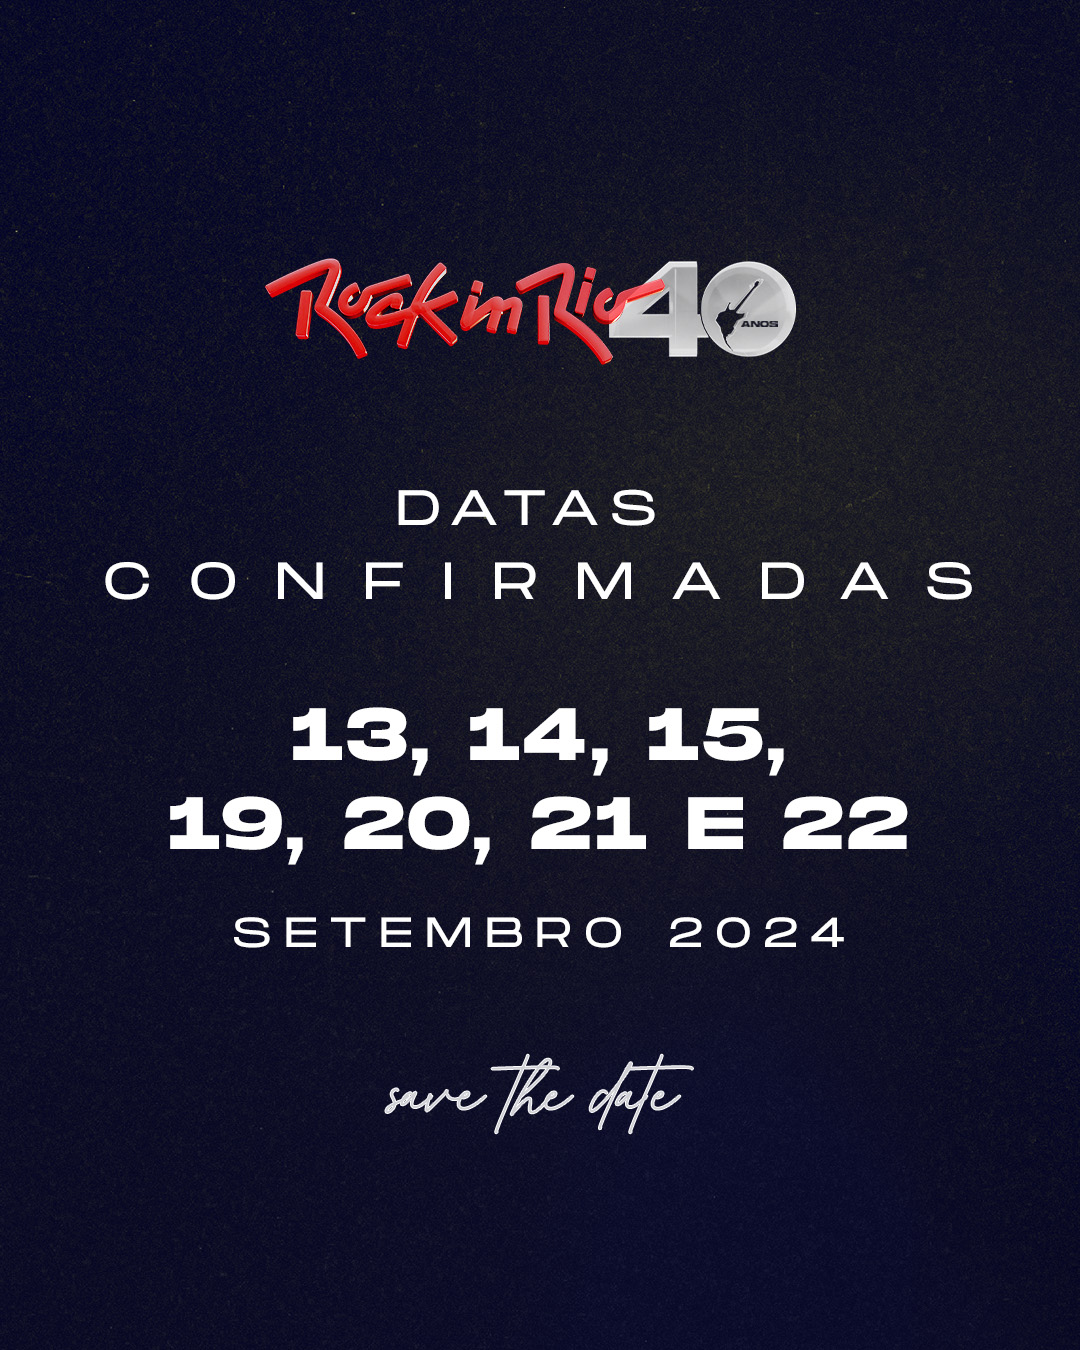 Rock in Rio 40 ANOS
DATAS
CONFIRMADAS
13, 14, 15,
19, 20, 21 E 22
SETEMBRO 2024
save the date